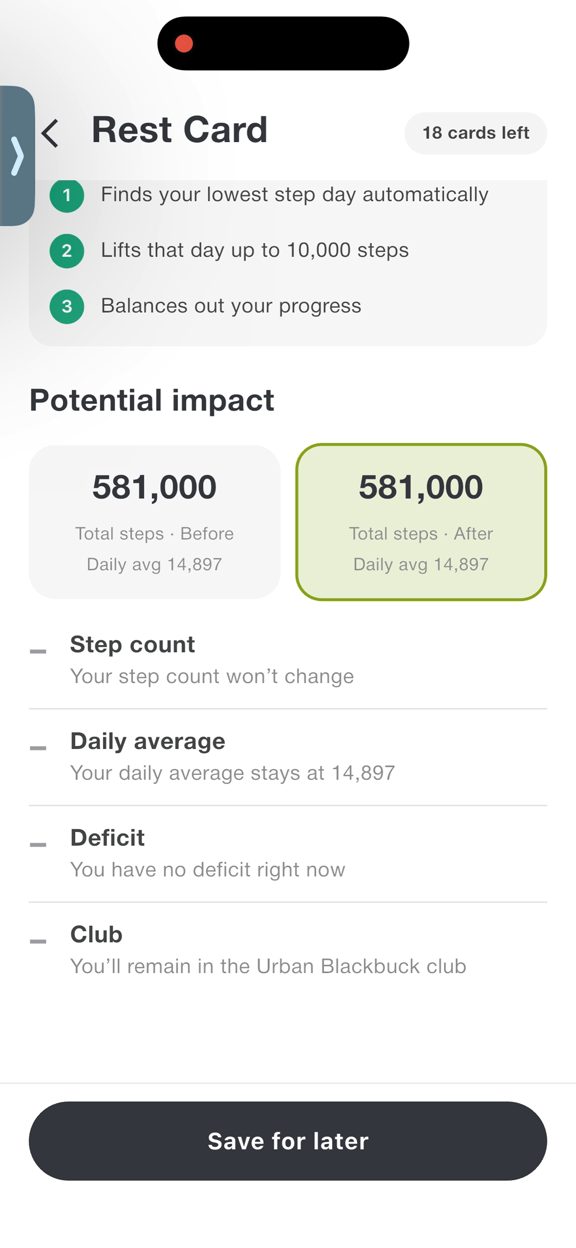 Rest Card
18 cards left
1 Finds your lowest step day automatically
2 Lifts that day up to 10,000 steps
3 Balances out your progress
Potential impact
581,000
Total steps · Before
Daily avg 14,897
581,000
Total steps · After
Daily avg 14,897
Step count
Your step count won’t change
Daily average
Your daily average stays at 14,897
Deficit
You have no deficit right now
Club
You’ll remain in the Urban Blackbuck club
Save for later